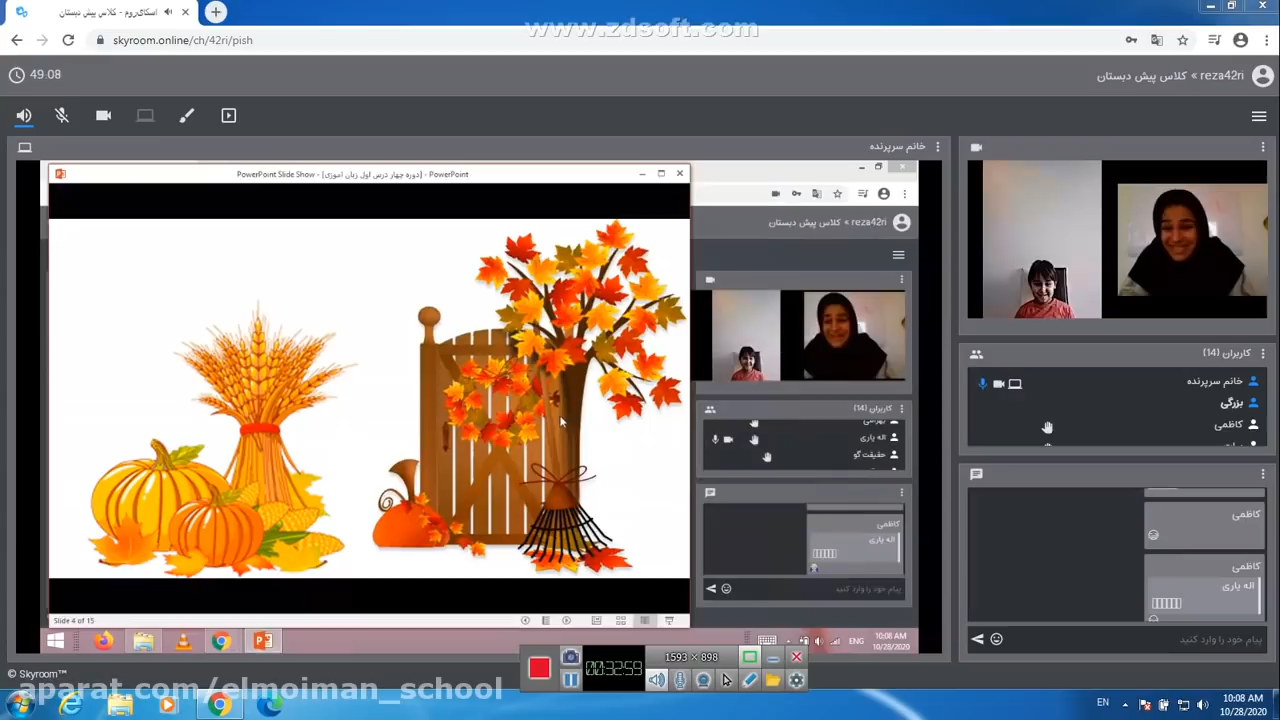 اسکای‌روم - کلاس پیش دبستان
www.zdsoft.com
skyroom.online/ch/42ri/pish
49:08
reza42ri » کلاس پیش دبستان
خانم سرپرنده
PowerPoint Slide Show - [دوره چهار درس اول زبان آموزی] - PowerPoint
reza42ri » کلاس پیش دبستان
کاربران (14)
اله یاری
حقیقت گو
کاظمی
اله یاری
پیام خود را وارد کنید
Slide 4 of 15
ENG
10:08 AM
10/28/2020
کاربران (14)
خانم سرپرنده
بزرگی
کاظمی
کاظمی
کاظمی
اله یاری
پیام خود را وارد کنید
00:32:59
1593 × 898
© Skyroom™
aparat.com/elmoiman_school
EN
10:08 AM
10/28/2020